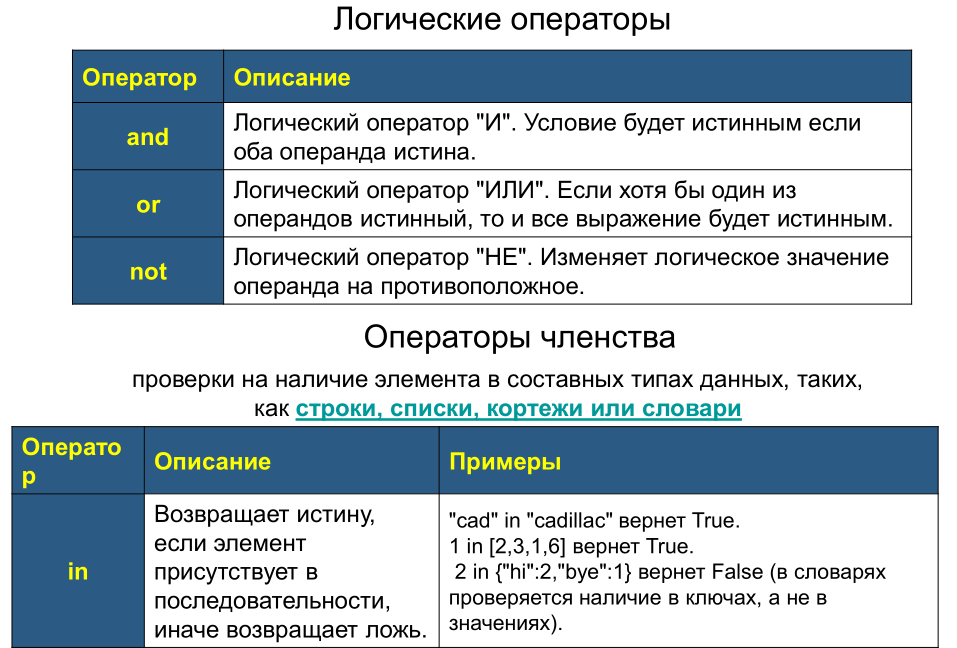 Логические операторы
Оператор Описание
and
Логический оператор "И". Условие будет истинным если
оба операнда истина.
or
Логический оператор "ИЛИ". Если хотя бы один из
операндов истинный, то и все выражение будет истинным.
not
Логический оператор "НЕ". Изменяет логическое значение
операнда на противоположное.
Операторы членства
проверки на наличие элемента в составных типах данных, таких,
как строки, списки, кортежи или словари
Операто
р
Описание
Примеры
in
Возвращает истину,
если элемент
присутствует в
последовательности,
иначе возвращает ложь.
"cad" in "cadillac" вернет True.
1 in [2,3,1,6] вернет True.
2 in {"hi":2,"bye":1} вернет False (в словарях
проверяется наличие в ключах, а не в
значениях).